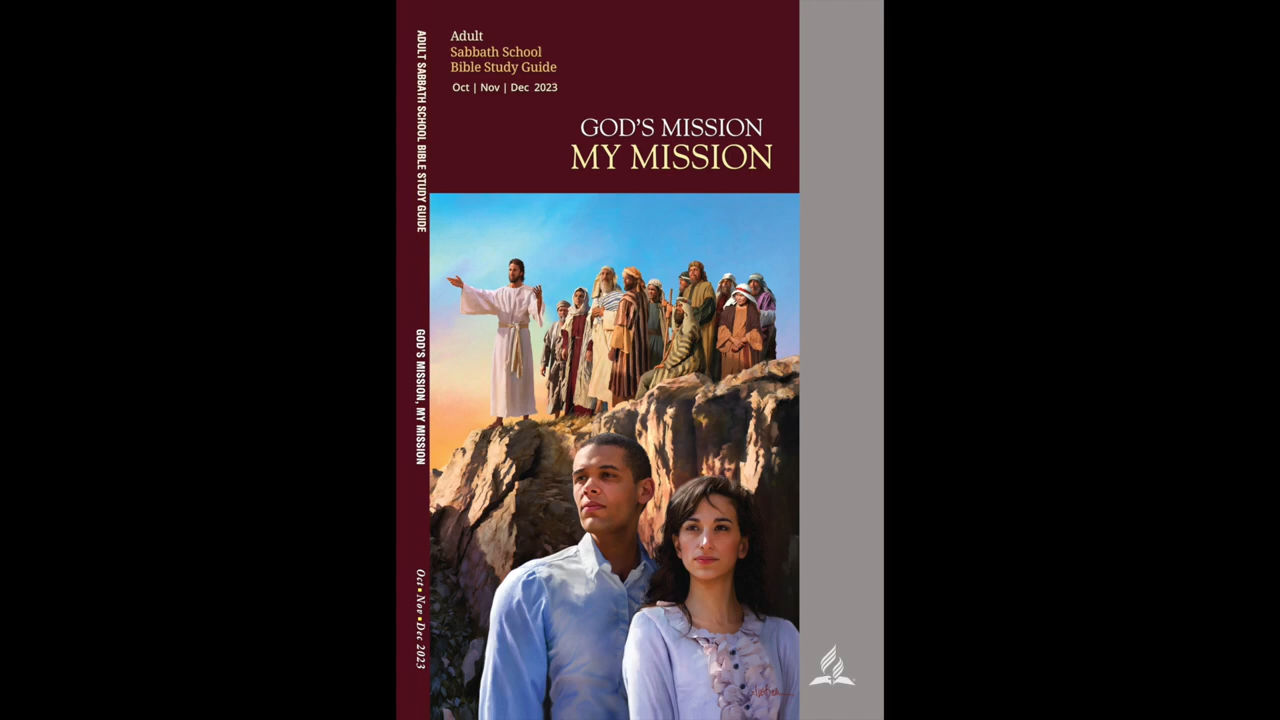 Adult
Sabbath School
Bible Study Guide
Oct | Nov | Dec 2023
GOD'S MISSION
MY MISSION
ADULT SABBATH SCHOOL BIBLE STUDY GUIDE
GOD'S MISSION, MY MISSION
Oct▪Nov▪Dec 2023